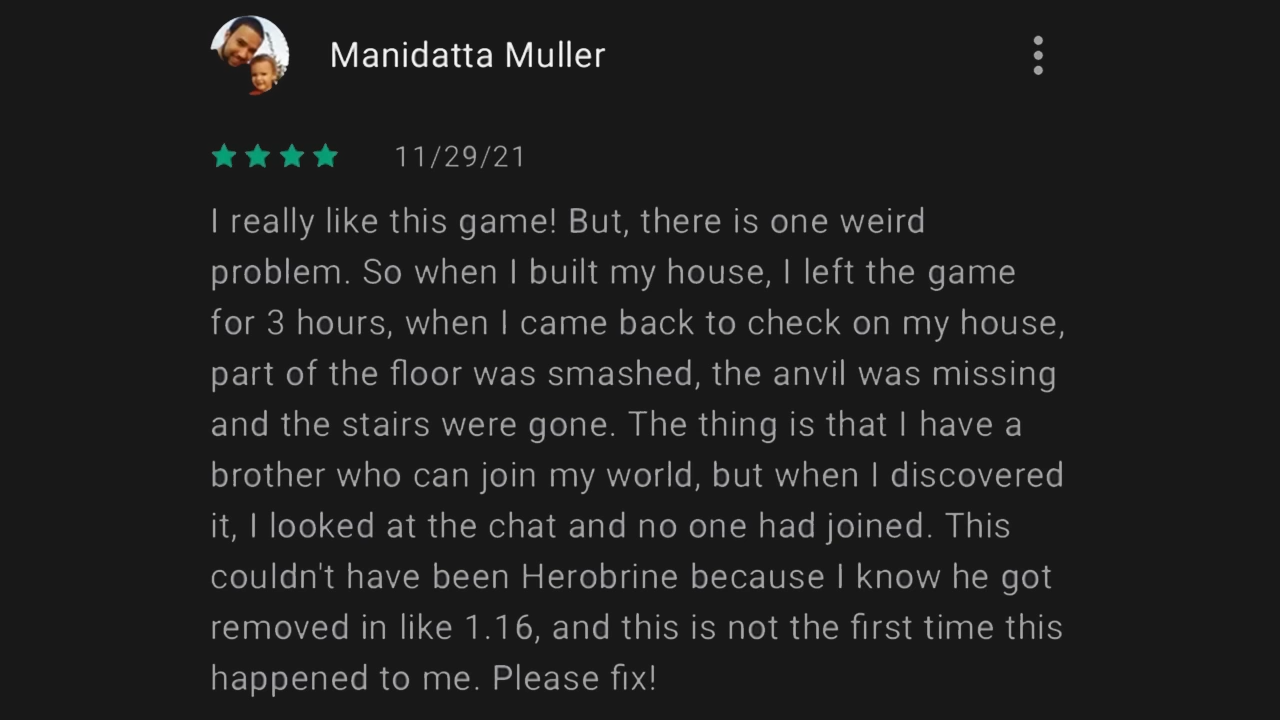 Manidatta Muller
11/29/21
I really like this game! But, there is one weird
problem. So when I built my house, I left the game
for 3 hours, when I came back to check on my house,
part of the floor was smashed, the anvil was missing
and the stairs were gone. The thing is that I have a
brother who can join my world, but when I discovered
it, I looked at the chat and no one had joined. This
couldn't have been Herobrine because I know he got
removed in like 1.16, and this is not the first time this
happened to me. Please fix!